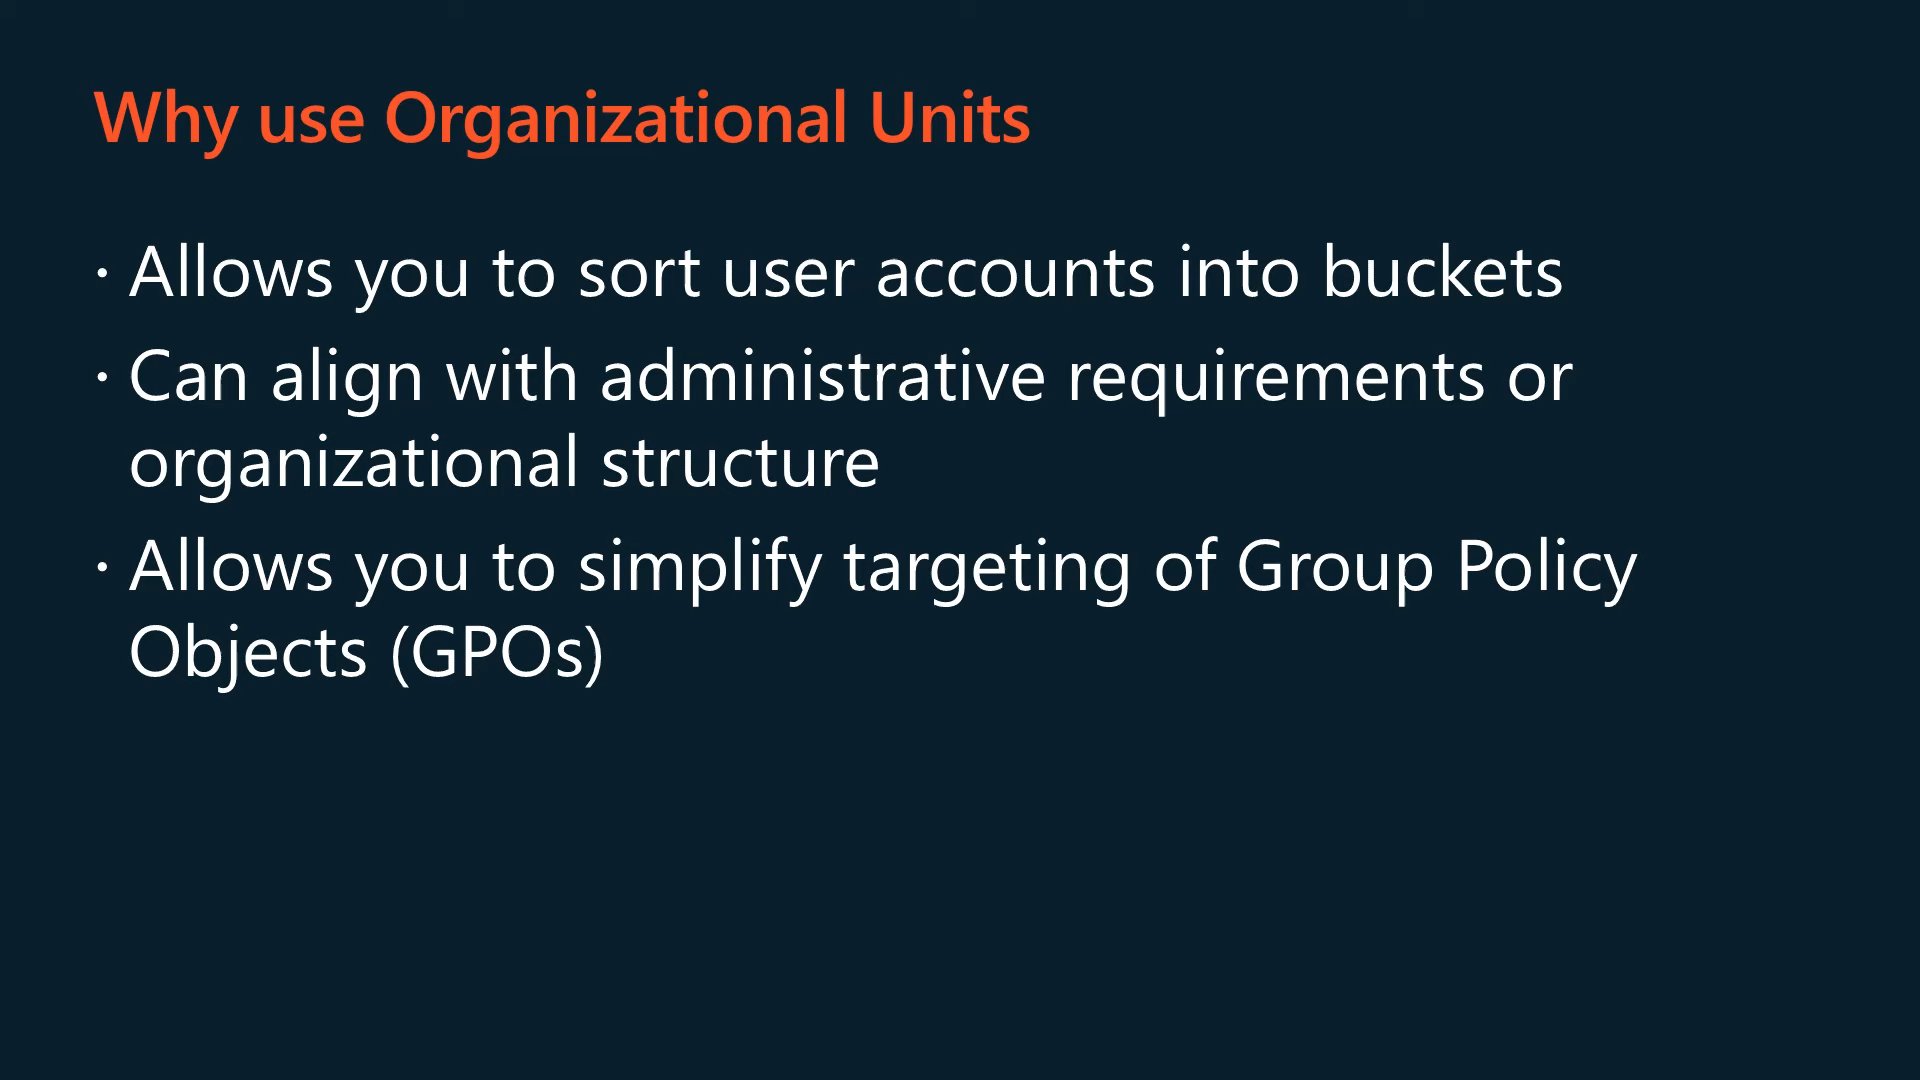 Why use Organizational Units
· Allows you to sort user accounts into buckets
· Can align with administrative requirements or
organizational structure
· Allows you to simplify targeting of Group Policy
Objects (GPOs)